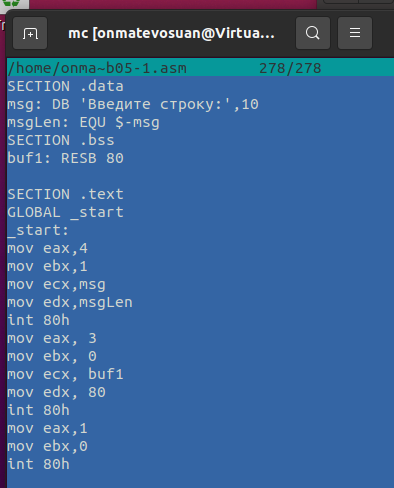 mc [onmatevosuan@Virtua...
/home/onma~b05-1.asm 278/278
SECTION .data
msg: DB 'Введите строку:',10
msgLen: EQU $-msg
SECTION .bss
buf1: RESB 80
SECTION .text
GLOBAL _start
_start:
mov eax,4
mov ebx,1
mov ecx,msg
mov edx,msgLen
int 80h
mov eax, 3
mov ebx, 0
mov ecx, buf1
mov edx, 80
int 80h
mov eax,1
mov ebx,0
int 80h